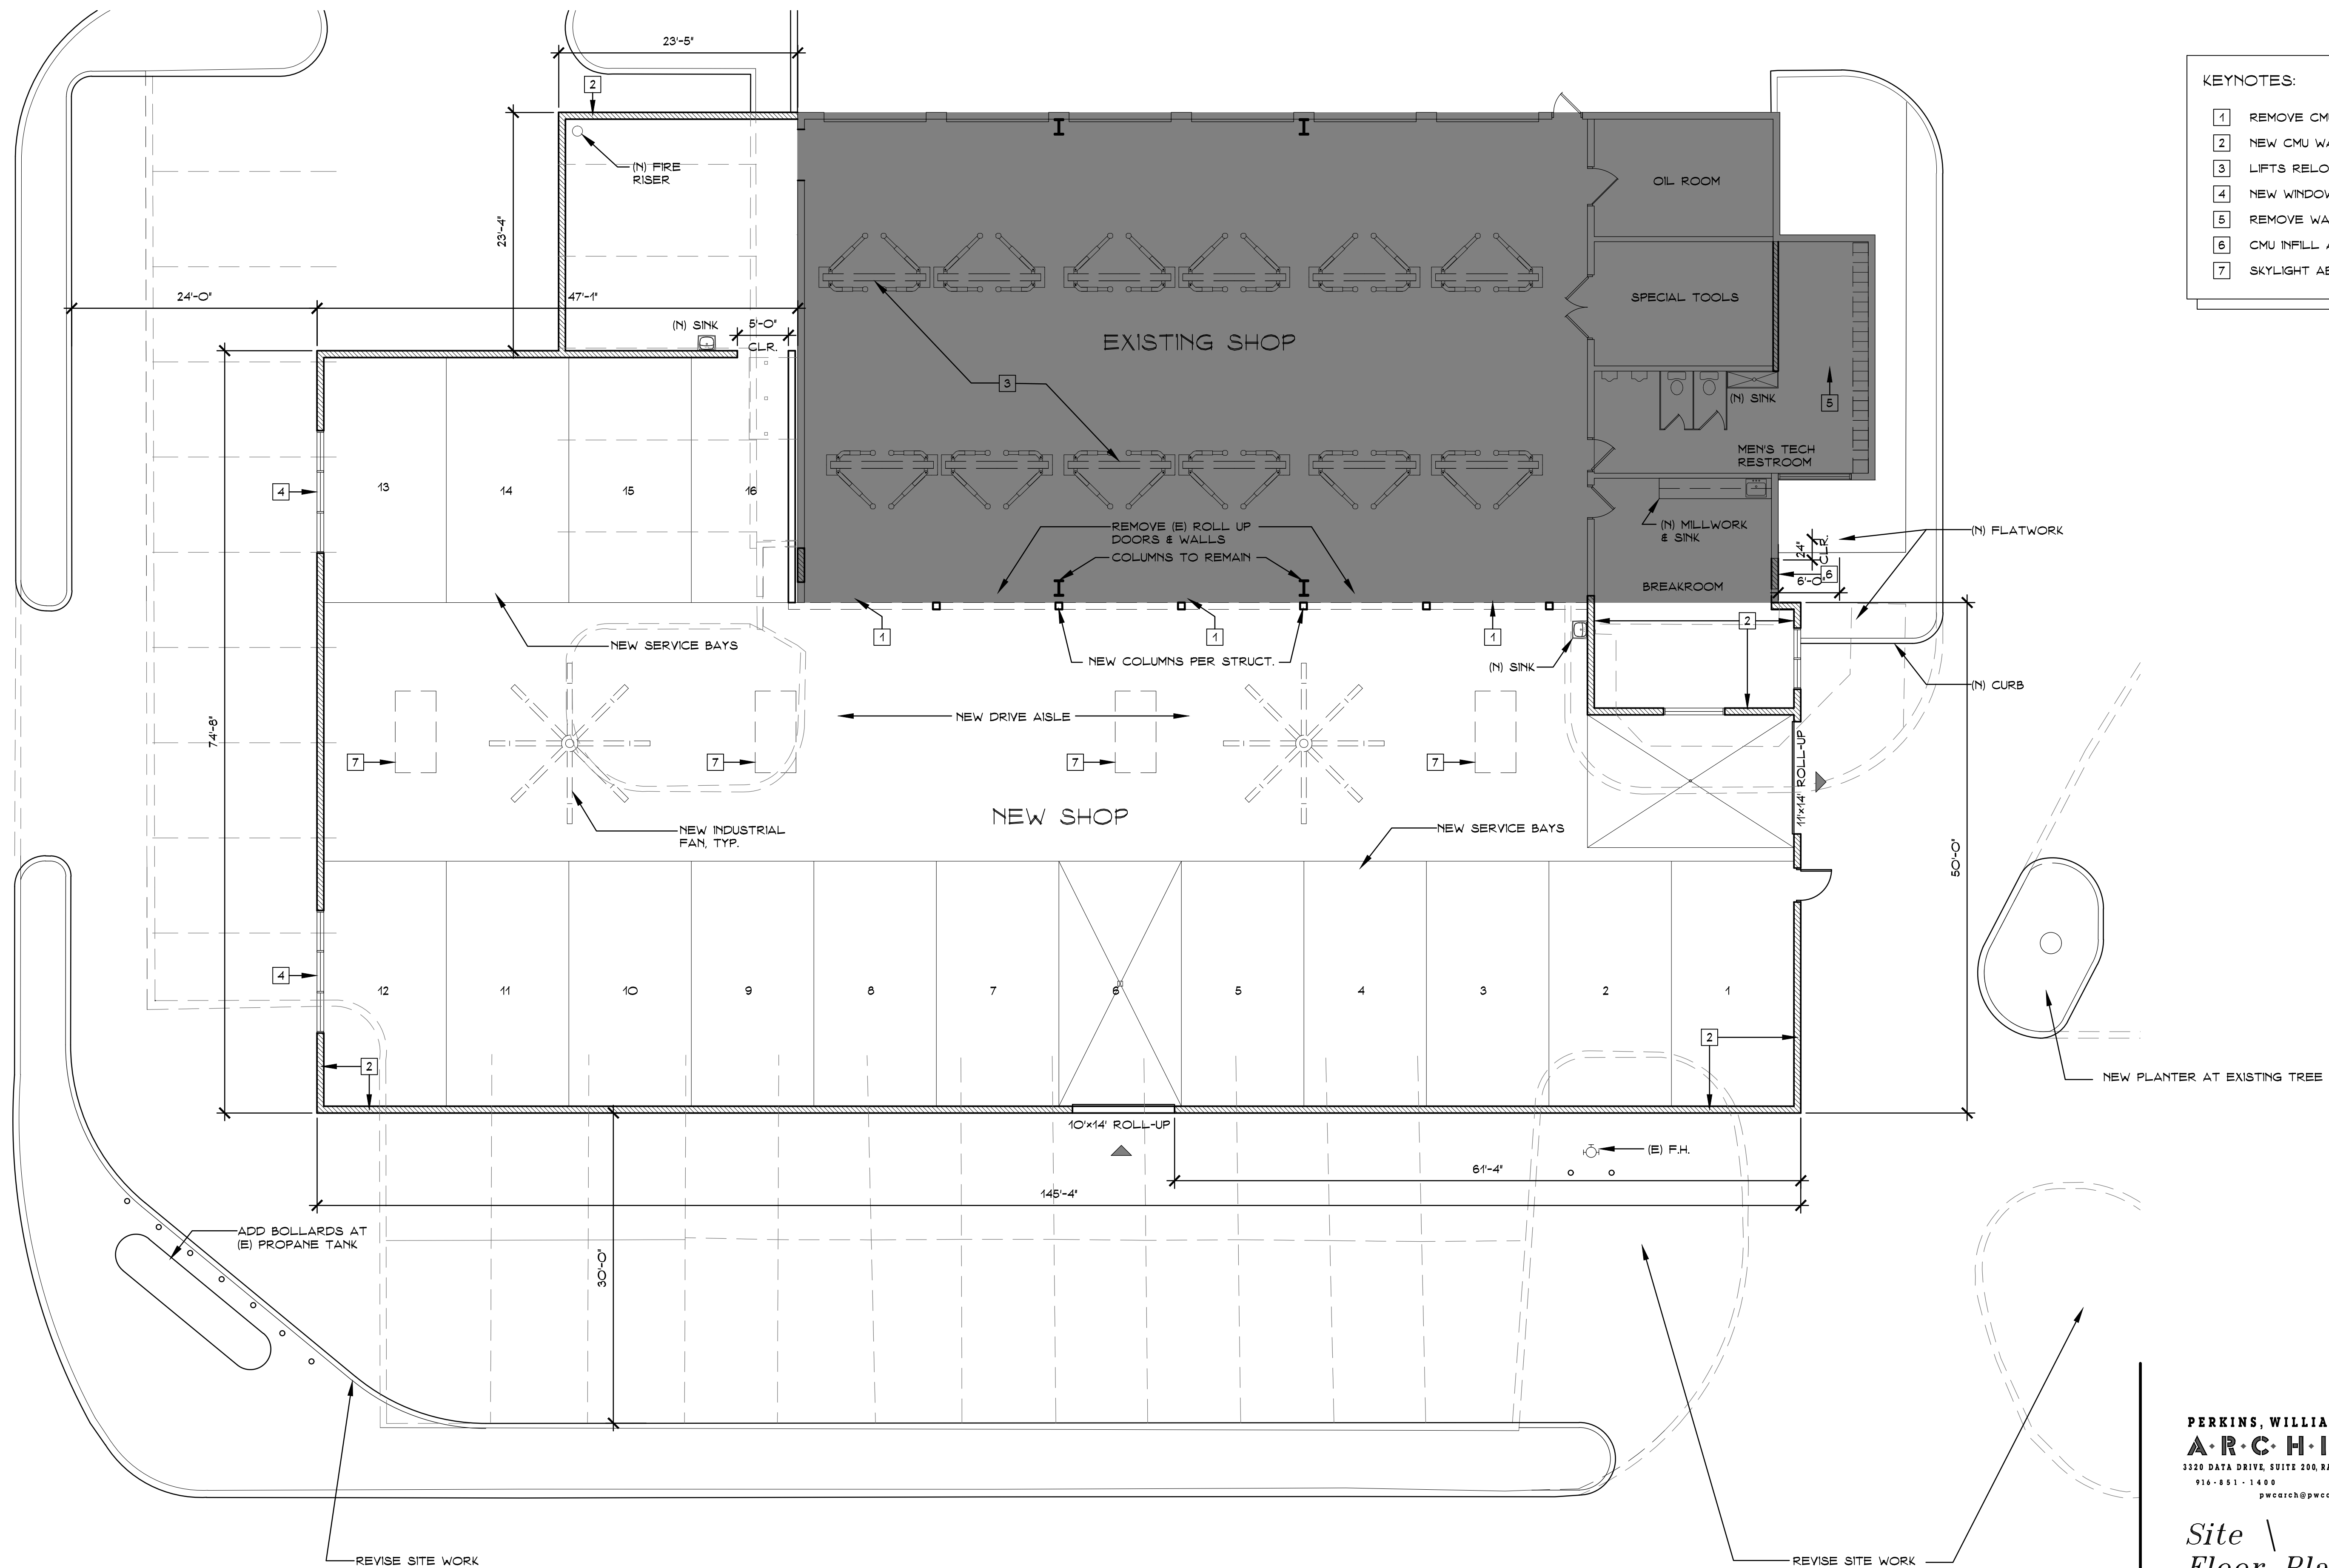 23'-5"
2
(N) FIRE
RISER
23'-4"
24'-0"
47'-1"
(N) SINK
5'-0"
CLR.
OIL ROOM
SPECIAL TOOLS
EXISTING SHOP
3
(N) SINK
5
MEN'S TECH
RESTROOM
4
13
14
15
16
REMOVE (E) ROLL UP
DOORS & WALLS
COLUMNS TO REMAIN
(N) MILLWORK
& SINK
24"
CLR.
6
6'-0"
(N) FLATWORK
BREAKROOM
1
1
1
2
NEW SERVICE BAYS
NEW COLUMNS PER STRUCT.
(N) SINK
(N) CURB
74'-8"
NEW DRIVE AISLE
7
7
7
7
11'x14' ROLL-UP
NEW SHOP
NEW INDUSTRIAL
FAN, TYP.
NEW SERVICE BAYS
50'-0"
4
12
11
10
9
8
7
6
5
4
3
2
1
2
2
NEW PLANTER AT EXISTING TREE
10'x14' ROLL-UP
(E) F.H.
61'-4"
145'-4"
ADD BOLLARDS AT
(E) PROPANE TANK
30'-0"
REVISE SITE WORK
REVISE SITE WORK
KEYNOTES:
1 REMOVE
2 NEW CMU
3 LIFTS
4 NEW
5 REMOVE
6 CMU INFILL
7 SKYLIGHT
PERKINS,
3320 DATA DRIVE, SUITE 200,
916-851-1400
Site \
Floor